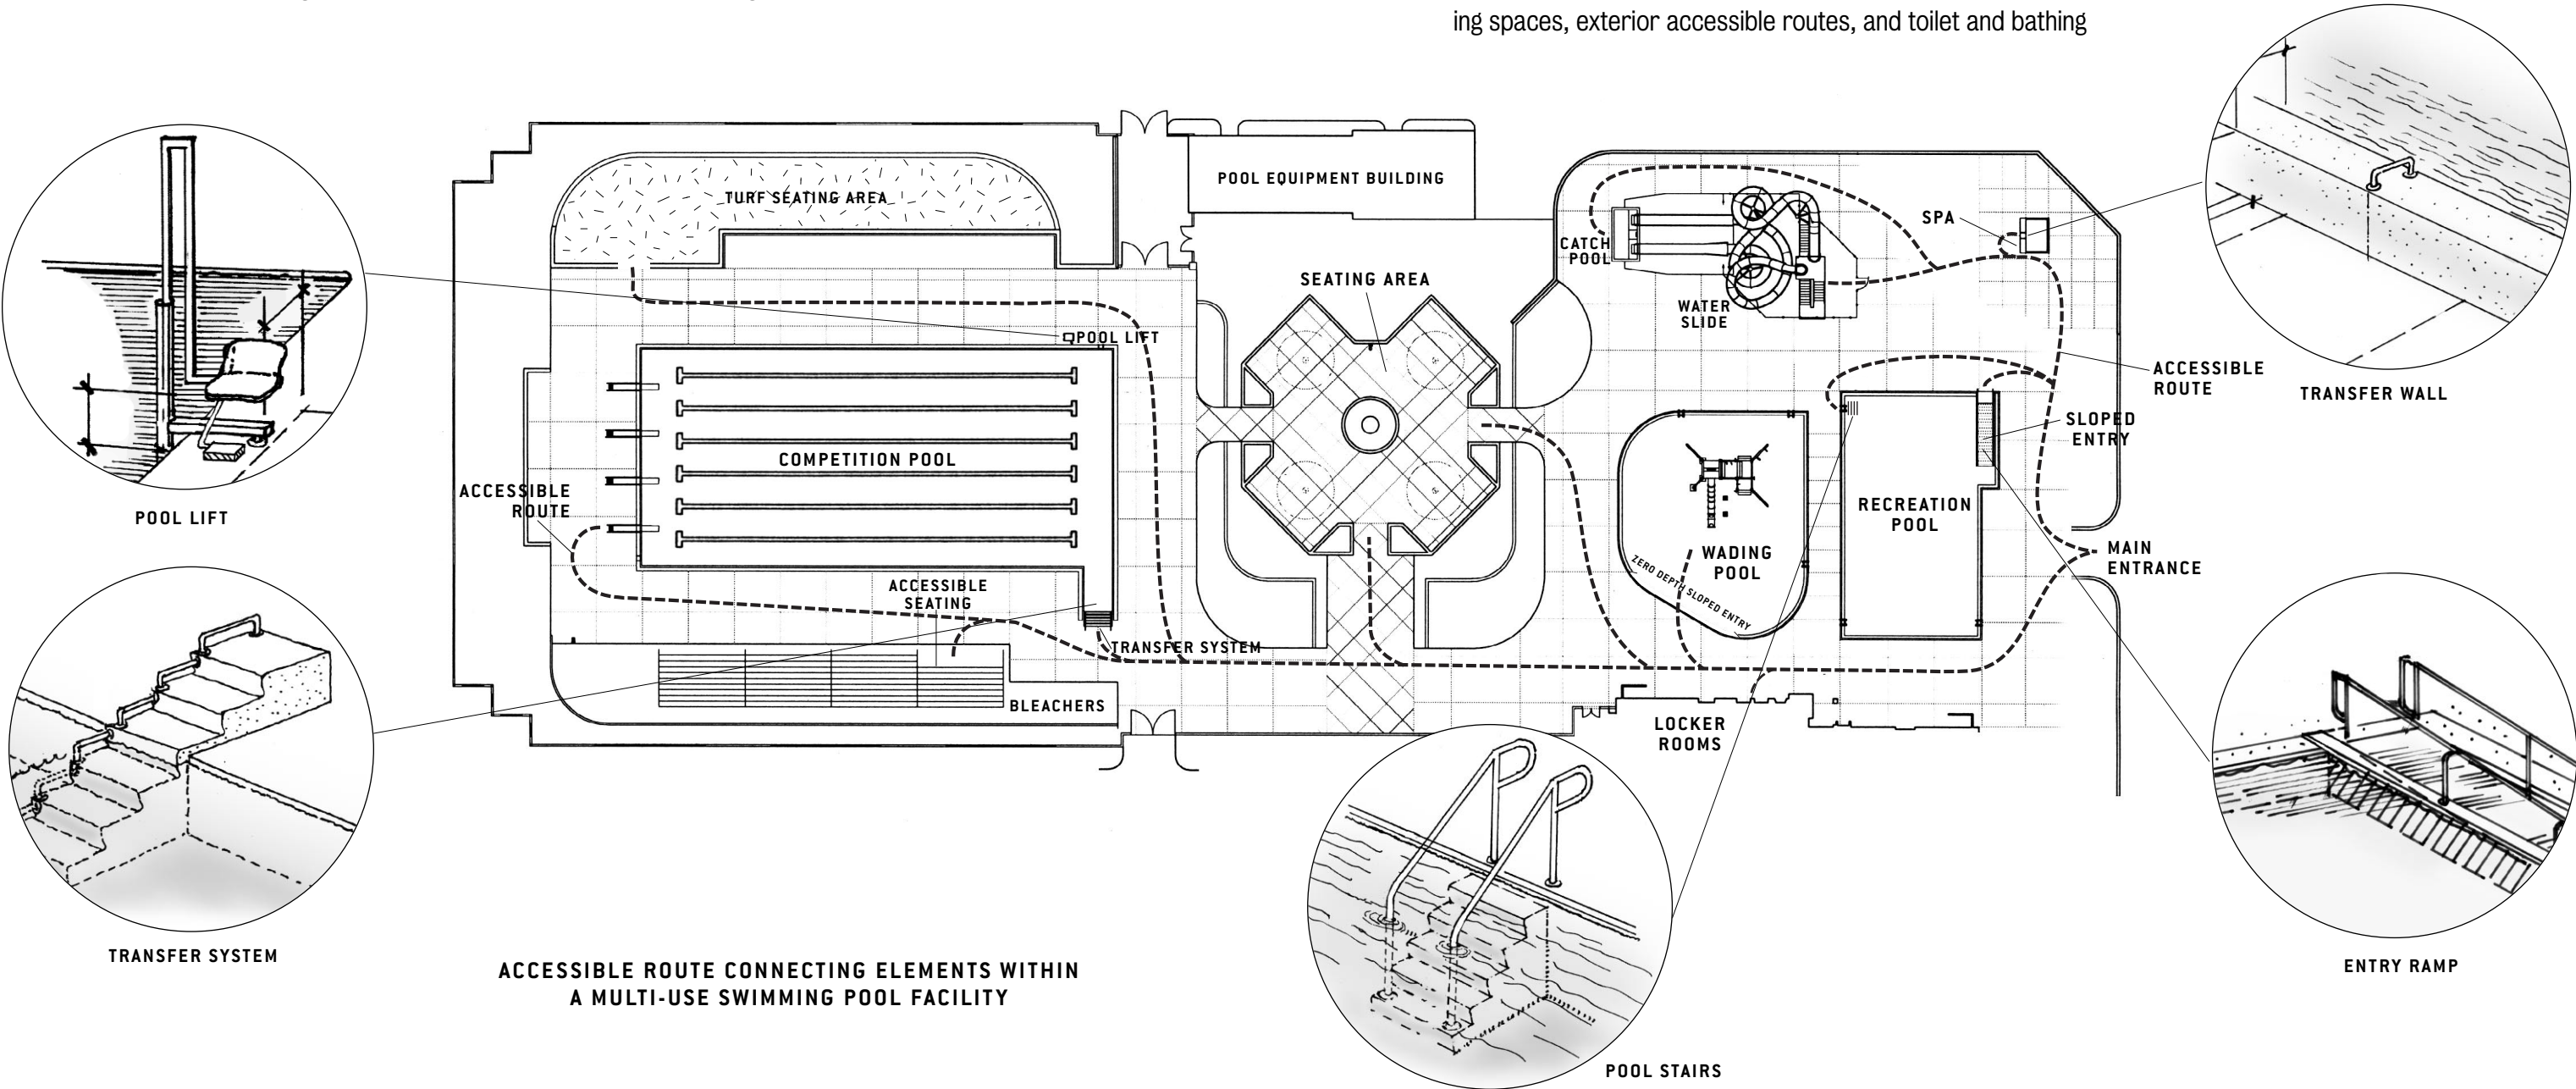 ing spaces, exterior accessible routes, and toilet and bathing
TURF SEATING AREA
POOL EQUIPMENT BUILDING
SEATING AREA
CATCH
POOL
WATER
SLIDE
SPA
TRANSFER WALL
ACCESSIBLE
ROUTE
SLOPED
ENTRY
POOL LIFT
POOL LIFT
COMPETITION POOL
ACCESSIBLE
ROUTE
ACCESSIBLE
SEATING
TRANSFER SYSTEM
BLEACHERS
RECREATION
POOL
WADING
POOL
ZERO DEPTH SLOPED ENTRY
MAIN
ENTRANCE
LOCKER
ROOMS
TRANSFER SYSTEM
ENTRY RAMP
POOL STAIRS
ACCESSIBLE ROUTE CONNECTING ELEMENTS WITHIN
A MULTI-USE SWIMMING POOL FACILITY